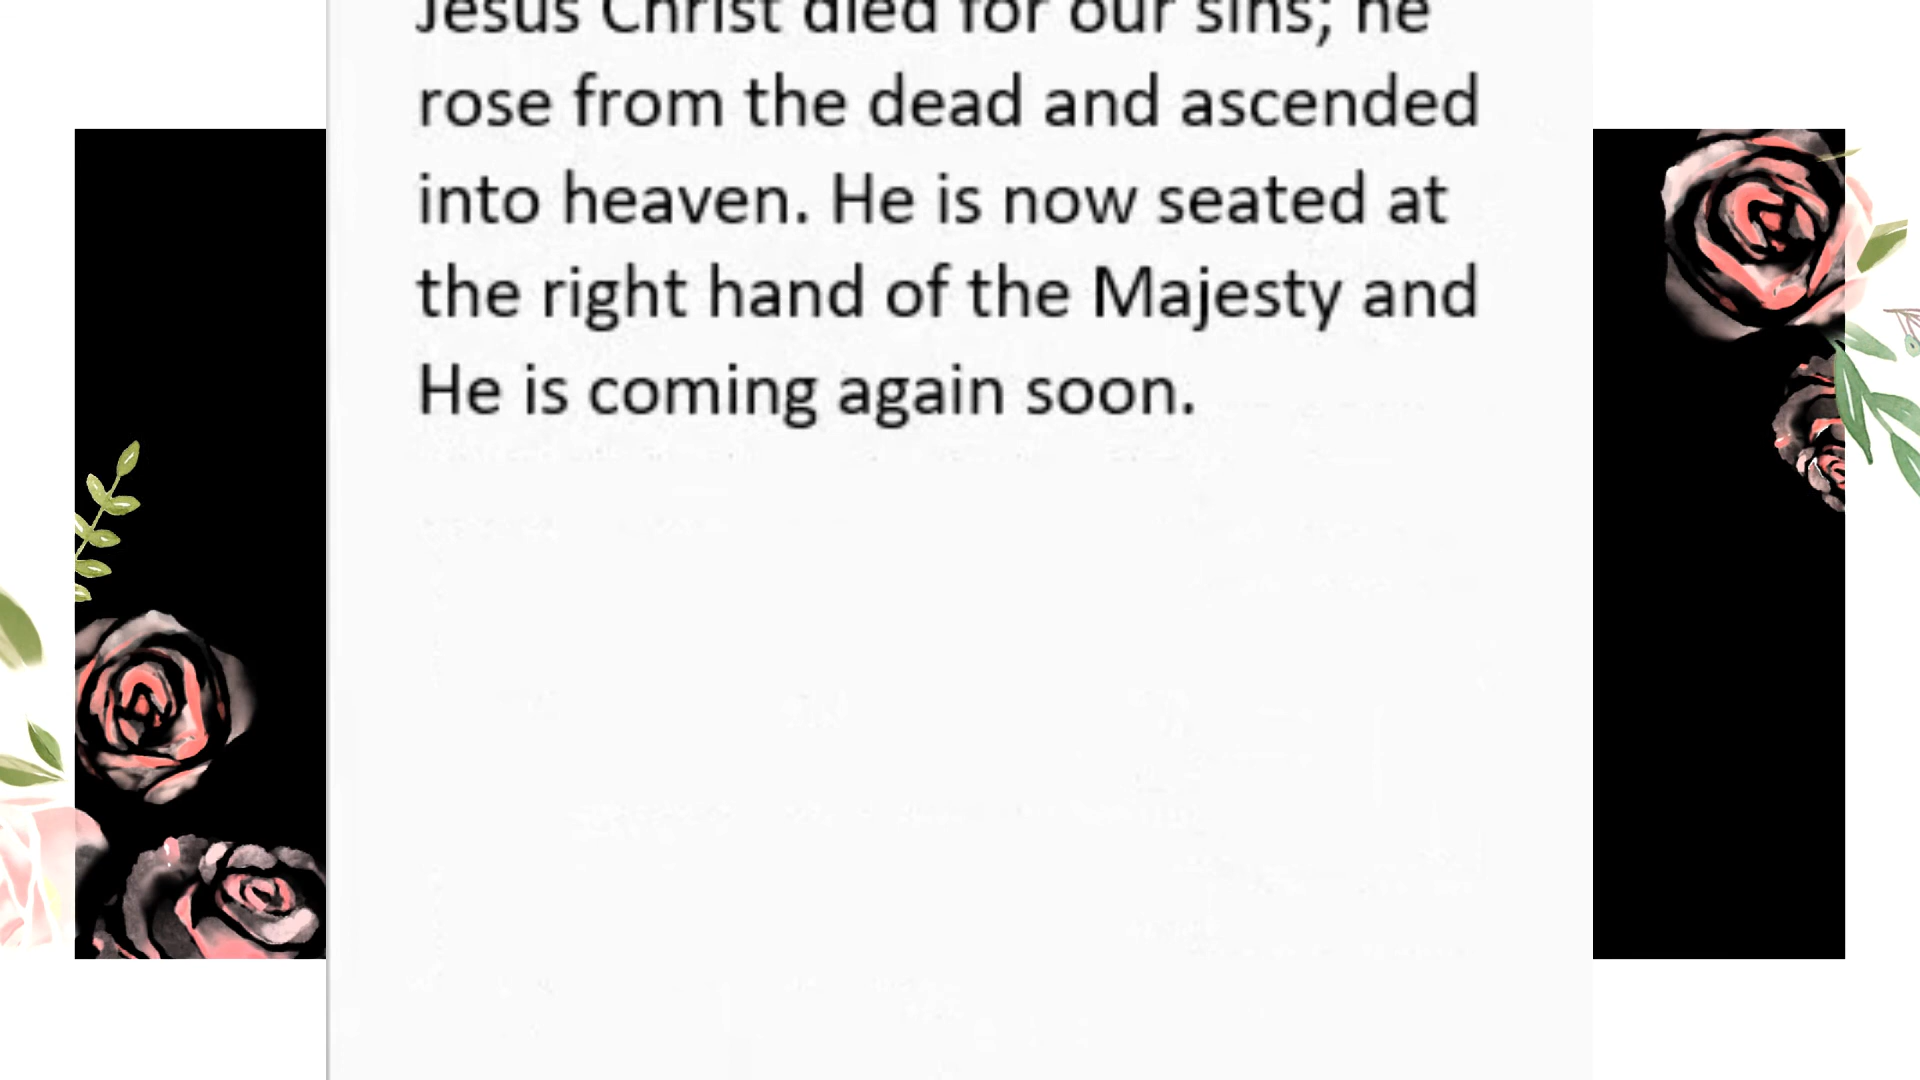 Jesus Christ died for our sins; he
rose from the dead and ascended
into heaven. He is now seated at
the right hand of the Majesty and
He is coming again soon.